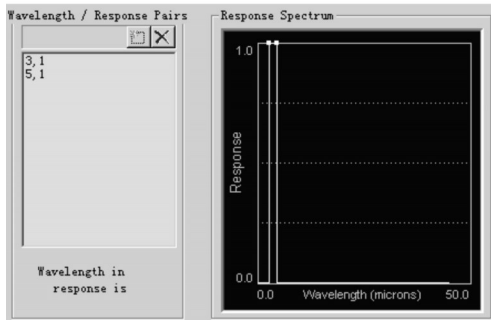 Wavelength / Response Pairs
3,1
5,1
Wavelength in
response is
Response Spectrum
1.0
Response
0.0
0.0 Wavelength (microns) 50.0